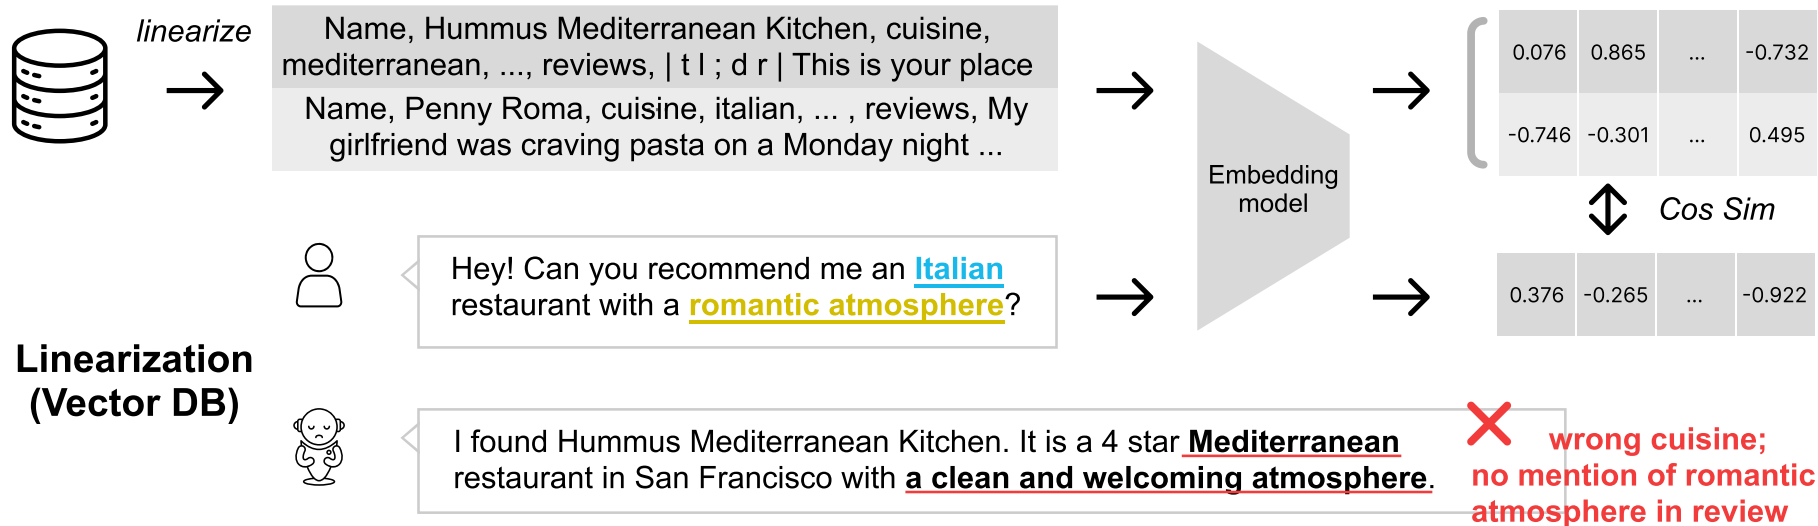 linearize
Name, Hummus Mediterranean Kitchen, cuisine,
mediterranean, ..., reviews, | t l ; d r | This is your place
Name, Penny Roma, cuisine, italian, ... , reviews, My
girlfriend was craving pasta on a Monday night ...
Embedding
model
0.076 0.865 ... -0.732
-0.746 -0.301 ... 0.495
Cos Sim
Hey! Can you recommend me an Italian
restaurant with a romantic atmosphere?
0.376 -0.265 ... -0.922
Linearization
(Vector DB)
I found Hummus Mediterranean Kitchen. It is a 4 star Mediterranean
restaurant in San Francisco with a clean and welcoming atmosphere.
wrong cuisine;
no mention of romantic
atmosphere in review